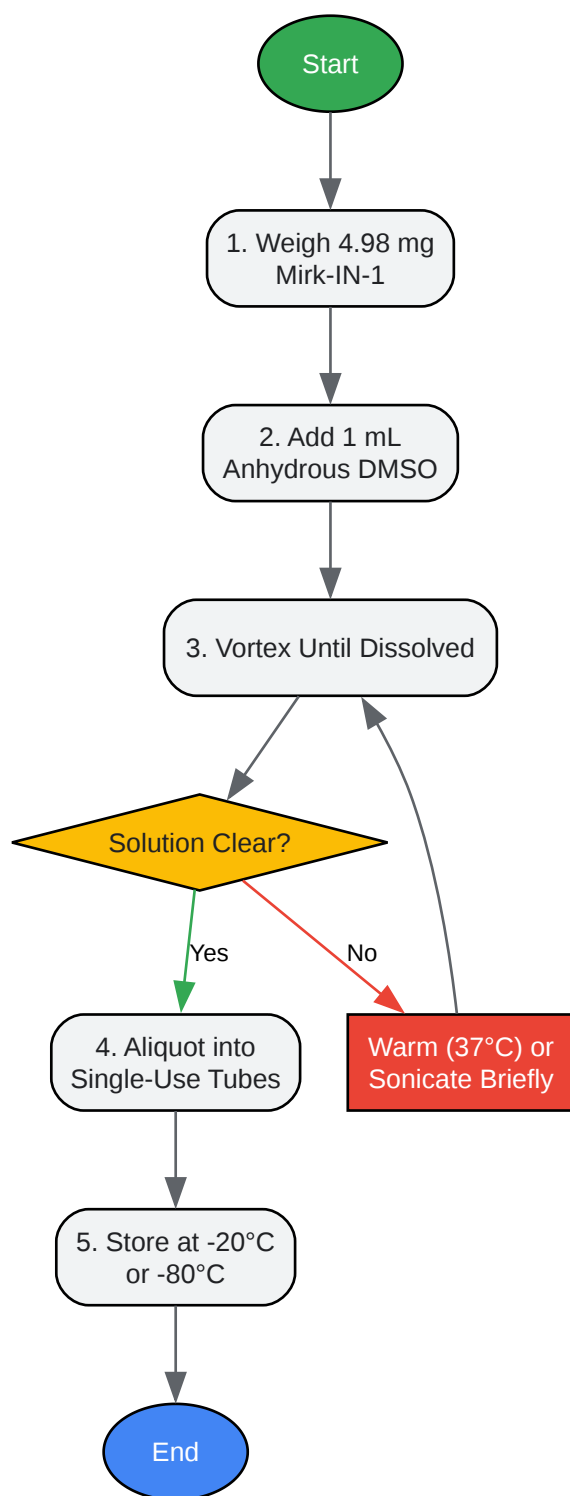 Start
1. Weigh 4.98 mg
Mirk-IN-1
2. Add 1 mL
Anhydrous DMSO
3. Vortex Until Dissolved
Solution Clear?
Yes
No
4. Aliquot into
Single-Use Tubes
Warm (37°C) or
Sonicate Briefly
5. Store at -20°C
or -80°C
End